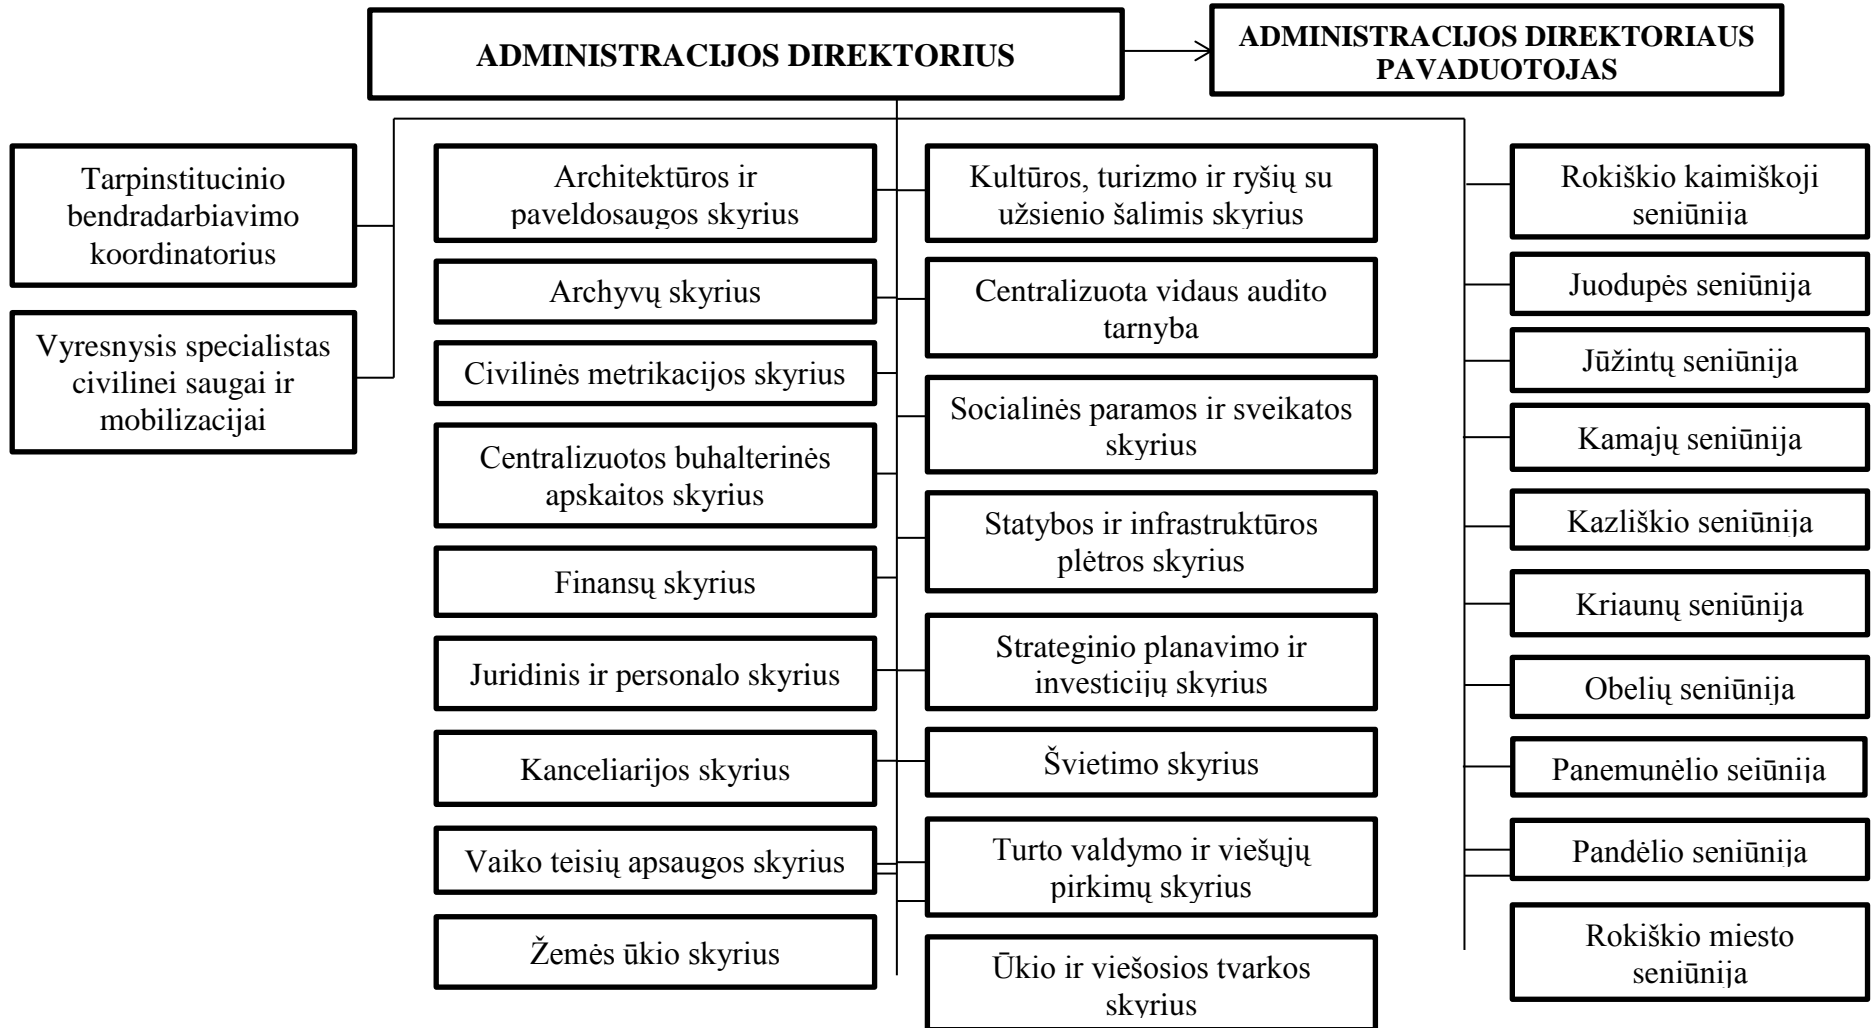 ADMINISTRACIJOS DIREKTORIUS
ADMINISTRACIJOS DIREKTORIAUS
PAVADUOTOJAS
Tarpinstitucinio
bendradarbiavimo
koordinatorius
Vyresnysis specialistas
civilinei saugai ir
mobilizacijai
Architektūros ir
paveldosaugos skyrius
Archyvų skyrius
Civilinės metrikacijos skyrius
Centralizuotos buhalterinės
apskaitos skyrius
Finansų skyrius
Juridinis ir personalo skyrius
Kanceliarijos skyrius
Vaiko teisių apsaugos skyrius
Žemės ūkio skyrius
Kultūros, turizmo ir ryšių su
užsienio šalimis skyrius
Centralizuota vidaus audito
tarnyba
Socialinės paramos ir sveikatos
skyrius
Statybos ir infrastruktūros
plėtros skyrius
Strateginio planavimo ir
investicijų skyrius
Švietimo skyrius
Turto valdymo ir viešųjų
pirkimų skyrius
Ūkio ir viešosios tvarkos
skyrius
Rokiškio kaimiškoji
seniūnija
Juodupės seniūnija
Jūžintų seniūnija
Kamajų seniūnija
Kazliškio seniūnija
Kriaunų seniūnija
Obelių seniūnija
Panemunėlio seiūnija
Pandėlio seniūnija
Rokiškio miesto
seniūnija